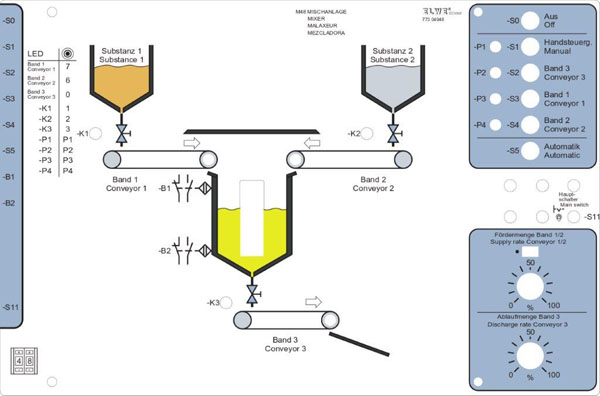 M48 MISCHANLAGE
MIXER
MALAXEUR
MEZCLADORA
773 04048
-S0
-S1
-S2
-S3
-S4
-S5
-B1
-B2
-S11
LED
Band 1
Conveyor 1
7
Band 2
Conveyor 2
6
Band 3
Conveyor 3
0
-K1 1
-K2 2
-K3 3
-P1 P1
-P2 P2
-P3 P3
-P4 P4
Substanz 1
Substance 1
Substanz 2
Substance 2
-K1
-K2
Band 1
Conveyor 1
Band 2
Conveyor 2
-B1
-B2
-K3
Band 3
Conveyor 3
4 8
-S0 Aus
Off
-P1 -S1 Handsteuerg.
Manual
-P2 -S2 Band 3
Conveyor 3
-P3 -S3 Band 1
Conveyor 1
-P4 -S4 Band 2
Conveyor 2
-S5 Automatik
Automatic
Haupt-
schalter
Main switch
-S11
Fördermenge Band 1/2
Supply rate Conveyor 1/2
50
0 % 100
Ablaufmenge Band 3
Discharge rate Conveyor 3
50
0 % 100